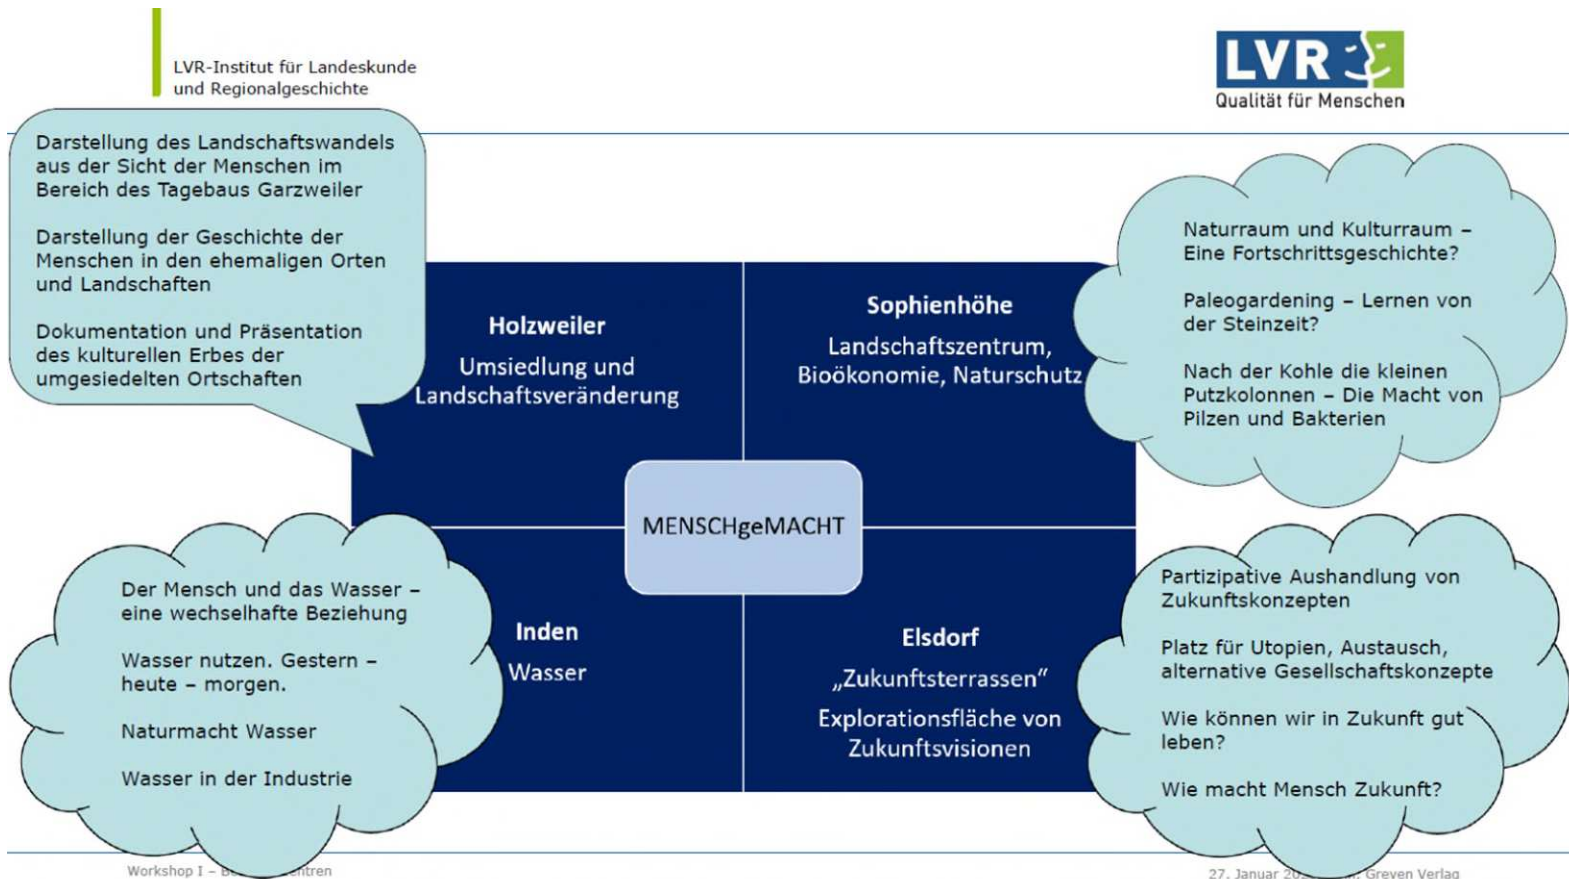 LVR-Institut für Landeskunde
und Regionalgeschichte
LVR
Qualität für Menschen
Darstellung des Landschaftswandels
aus der Sicht der Menschen im
Bereich des Tagebaus Garzweiler
Darstellung der Geschichte der
Menschen in den ehemaligen Orten
und Landschaften
Dokumentation und Präsentation
des kulturellen Erbes der
umgesiedelten Ortschaften
Holzweiler
Umsiedlung und
Landschaftsveränderung
Sophienhöhe
Landschaftszentrum,
Bioökonomie, Naturschutz
Naturraum und Kulturraum –
Eine Fortschrittsgeschichte?
Paleogardening – Lernen von
der Steinzeit?
Nach der Kohle die kleinen
Putzkolonnen – Die Macht von
Pilzen und Bakterien
MENSCHgeMACHT
Der Mensch und das Wasser –
eine wechselhafte Beziehung
Wasser nutzen. Gestern –
heute – morgen.
Naturmacht Wasser
Wasser in der Industrie
Inden
Wasser
Elsdorf
„Zukunftsterrassen“
Explorationsfläche von
Zukunftsvisionen
Partizipative Aushandlung von
Zukunftskonzepten
Platz für Utopien, Austausch,
alternative Gesellschaftskonzepte
Wie können wir in Zukunft gut
leben?
Wie macht Mensch Zukunft?
Workshop I –
27. Januar Greven Verlag